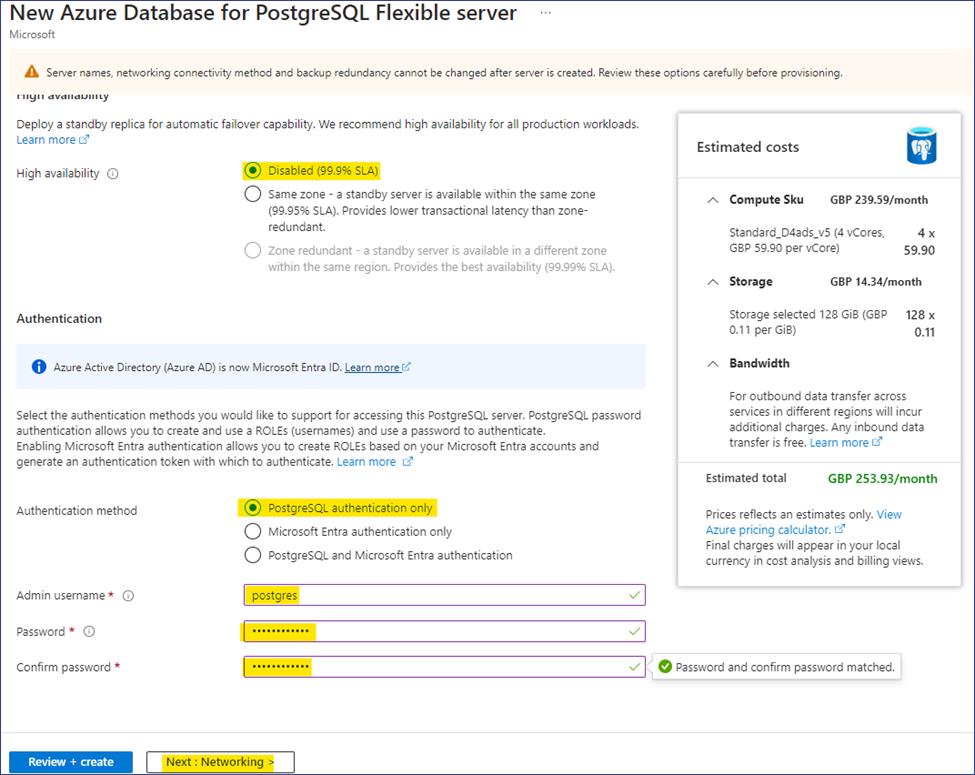 New Azure Database for PostgreSQL Flexible server ...
Microsoft
Server names, networking connectivity method and backup redundancy cannot be changed after server is created. Review these options carefully before provisioning.
High availability
Deploy a standby replica for automatic failover capability. We recommend high availability for all production workloads.
Learn more
High availability
Disabled (99.9% SLA)
Same zone - a standby server is available within the same zone
(99.95% SLA). Provides lower transactional latency than zone-
redundant.
Zone redundant - a standby server is available in a different zone
within the same region. Provides the best availability (99.99% SLA).
Authentication
Azure Active Directory (Azure AD) is now Microsoft Entra ID. Learn more
Select the authentication methods you would like to support for accessing this PostgreSQL server. PostgreSQL password
authentication allows you to create and use a ROLEs (usernames) and use a password to authenticate.
Enabling Microsoft Entra authentication allows you to create ROLEs based on your Microsoft Entra accounts and
generate an authentication token with which to authenticate. Learn more
Authentication method
PostgreSQL authentication only
Microsoft Entra authentication only
PostgreSQL and Microsoft Entra authentication
Admin username *
postgres
Password *
••••••••••••
Confirm password *
••••••••••••
Password and confirm password matched.
Review + create
Next : Networking >
Estimated costs
Compute Sku GBP 239.59/month
Standard_D4ads_v5 (4 vCores, 4 x
GBP 59.90 per vCore) 59.90
Storage GBP 14.34/month
Storage selected 128 GiB (GBP 128 x
0.11 per GiB) 0.11
Bandwidth
For outbound data transfer across
services in different regions will incur
additional charges. Any inbound data
transfer is free. Learn more
Estimated total GBP 253.93/month
Prices reflect an estimates only. View
Azure pricing calculator.
Final charges will appear in your local
currency in cost analysis and billing views.